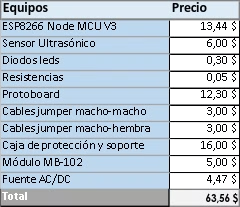 Equipos Precio
ESP8266 Node MCU V3 13,44 $
Sensor Ultrasónico 6,00 $
Diodos leds 0,30 $
Resistencias 0,05 $
Protoboard 12,30 $
Cables jumper macho-macho 3,00 $
Cables jumper macho-hembra 3,00 $
Caja de protección y soporte 16,00 $
Módulo MB-102 5,00 $
Fuente AC/DC 4,47 $
Total 63,56 $